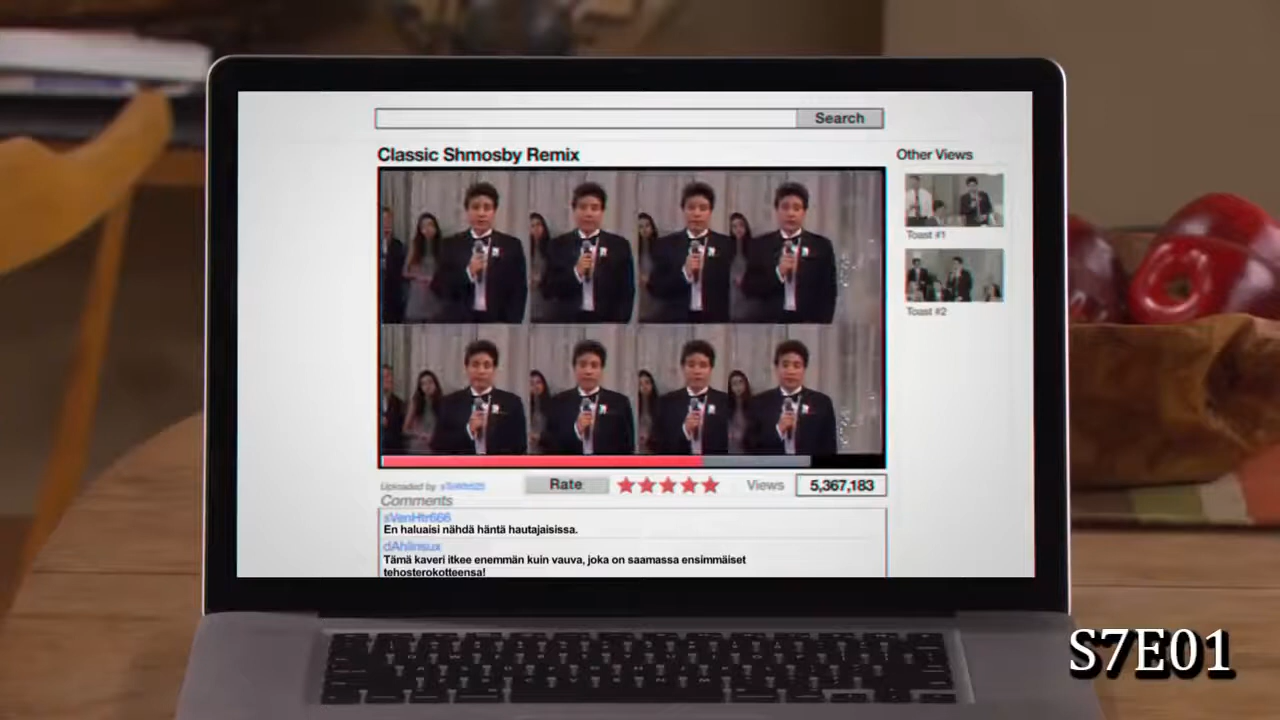 Search
Classic Shmosby Remix
Other Views
Toast #1
Toast #2
Uploaded by
Rate
Views
5,367,183
Comments
sVenHtr666
En haluaisi nähdä häntä hautajaisissa.
dAhlinsux
Tämä kaveri itkee enemmän kuin vauva, joka on saamassa ensimmäiset
tehosterokotteensa!
S7E01